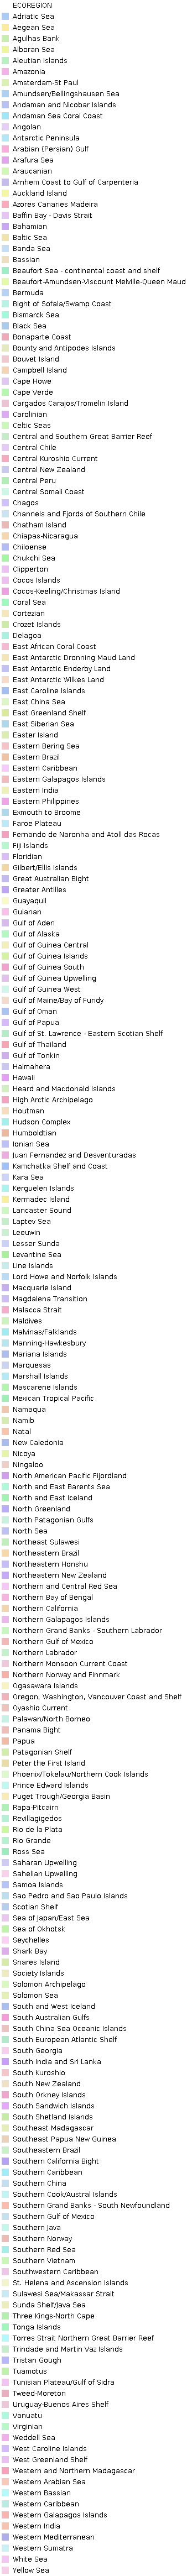 ECOREGION
Adriatic Sea
Aegean Sea
Agulhas Bank
Alboran Sea
Aleutian Islands
Amazonia
Amsterdam-St Paul
Amundsen/Bellingshausen Sea
Andaman and Nicobar Islands
Andaman Sea Coral Coast
Angolan
Antarctic Peninsula
Arabian (Persian) Gulf
Arafura Sea
Araucanian
Arnhem Coast to Gulf of Carpenteria
Auckland Island
Azores Canaries Madeira
Baffin Bay - Davis Strait
Bahamian
Baltic Sea
Banda Sea
Bassian
Beaufort Sea - continental coast and shelf
Beaufort-Amundsen-Viscount Melville-Queen Maud
Bermuda
Bight of Sofala/Swamp Coast
Bismarck Sea
Black Sea
Bonaparte Coast
Bounty and Antipodes Islands
Bouvet Island
Campbell Island
Cape Howe
Cape Verde
Cargados Carajos/Tromelin Island
Carolinian
Celtic Seas
Central and Southern Great Barrier Reef
Central Chile
Central Kuroshio Current
Central New Zealand
Central Peru
Central Somali Coast
Chagos
Channels and Fjords of Southern Chile
Chatham Island
Chiapas-Nicaragua
Chiloense
Chukchi Sea
Clipperton
Cocos Islands
Cocos-Keeling/Christmas Island
Coral Sea
Cortezian
Crozet Islands
Delagoa
East African Coral Coast
East Antarctic Dronning Maud Land
East Antarctic Enderby Land
East Antarctic Wilkes Land
East Caroline Islands
East China Sea
East Greenland Shelf
East Siberian Sea
Easter Island
Eastern Bering Sea
Eastern Brazil
Eastern Caribbean
Eastern Galapagos Islands
Eastern India
Eastern Philippines
Exmouth to Broome
Faroe Plateau
Fernando de Naronha and Atoll das Rocas
Fiji Islands
Floridian
Gilbert/Ellis Islands
Great Australian Bight
Greater Antilles
Guayaquil
Guianan
Gulf of Aden
Gulf of Alaska
Gulf of Guinea Central
Gulf of Guinea Islands
Gulf of Guinea South
Gulf of Guinea Upwelling
Gulf of Guinea West
Gulf of Maine/Bay of Fundy
Gulf of Oman
Gulf of Papua
Gulf of St. Lawrence - Eastern Scotian Shelf
Gulf of Thailand
Gulf of Tonkin
Halmahera
Hawaii
Heard and Macdonald Islands
High Arctic Archipelago
Houtman
Hudson Complex
Humboldtian
Ionian Sea
Juan Fernandez and Desventuradas
Kamchatka Shelf and Coast
Kara Sea
Kerguelen Islands
Kermadec Island
Lancaster Sound
Laptev Sea
Leeuwin
Lesser Sunda
Levantine Sea
Line Islands
Lord Howe and Norfolk Islands
Macquarie Island
Magdalena Transition
Malacca Strait
Maldives
Malvinas/Falklands
Manning-Hawkesbury
Mariana Islands
Marquesas
Marshall Islands
Mascarene Islands
Mexican Tropical Pacific
Namaqua
Namib
Natal
New Caledonia
Nicoya
Ningaloo
North American Pacific Fijordland
North and East Barents Sea
North and East Iceland
North Greenland
North Patagonian Gulfs
North Sea
Northeast Sulawesi
Northeastern Brazil
Northeastern Honshu
Northeastern New Zealand
Northern and Central Red Sea
Northern Bay of Bengal
Northern California
Northern Galapagos Islands
Northern Grand Banks - Southern Labrador
Northern Gulf of Mexico
Northern Labrador
Northern Monsoon Current Coast
Northern Norway and Finnmark
Ogasawara Islands
Oregon, Washington, Vancouver Coast and Shelf
Oyashio Current
Palawan/North Borneo
Panama Bight
Papua
Patagonian Shelf
Peter the First Island
Phoenix/Tokelau/Northern Cook Islands
Prince Edward Islands
Puget Trough/Georgia Basin
Rapa-Pitcairn
Revillagigedos
Rio de la Plata
Rio Grande
Ross Sea
Saharan Upwelling
Sahelian Upwelling
Samoa Islands
Sao Pedro and Sao Paulo Islands
Scotian Shelf
Sea of Japan/East Sea
Sea of Okhotsk
Seychelles
Shark Bay
Snares Island
Society Islands
Solomon Archipelago
Solomon Sea
South and West Iceland
South Australian Gulfs
South China Sea Oceanic Islands
South European Atlantic Shelf
South Georgia
South India and Sri Lanka
South Kuroshio
South New Zealand
South Orkney Islands
South Sandwich Islands
South Shetland Islands
Southeast Madagascar
Southeast Papua New Guinea
Southeastern Brazil
Southern California Bight
Southern Caribbean
Southern China
Southern Cook/Austral Islands
Southern Grand Banks - South Newfoundland
Southern Gulf of Mexico
Southern Java
Southern Norway
Southern Red Sea
Southern Vietnam
Southwestern Caribbean
St. Helena and Ascension Islands
Sulawesi Sea/Makassar Strait
Sunda Shelf/Java Sea
Three Kings-North Cape
Tonga Islands
Torres Strait Northern Great Barrier Reef
Trindade and Martin Vaz Islands
Tristan Gough
Tuamotus
Tunisian Plateau/Gulf of Sidra
Tweed-Moreton
Uruguay-Buenos Aires Shelf
Vanuatu
Virginian
Weddell Sea
West Caroline Islands
West Greenland Shelf
Western and Northern Madagascar
Western Arabian Sea
Western Bassian
Western Caribbean
Western Galapagos Islands
Western India
Western Mediterranean
Western Sumatra
White Sea
Yellow Sea